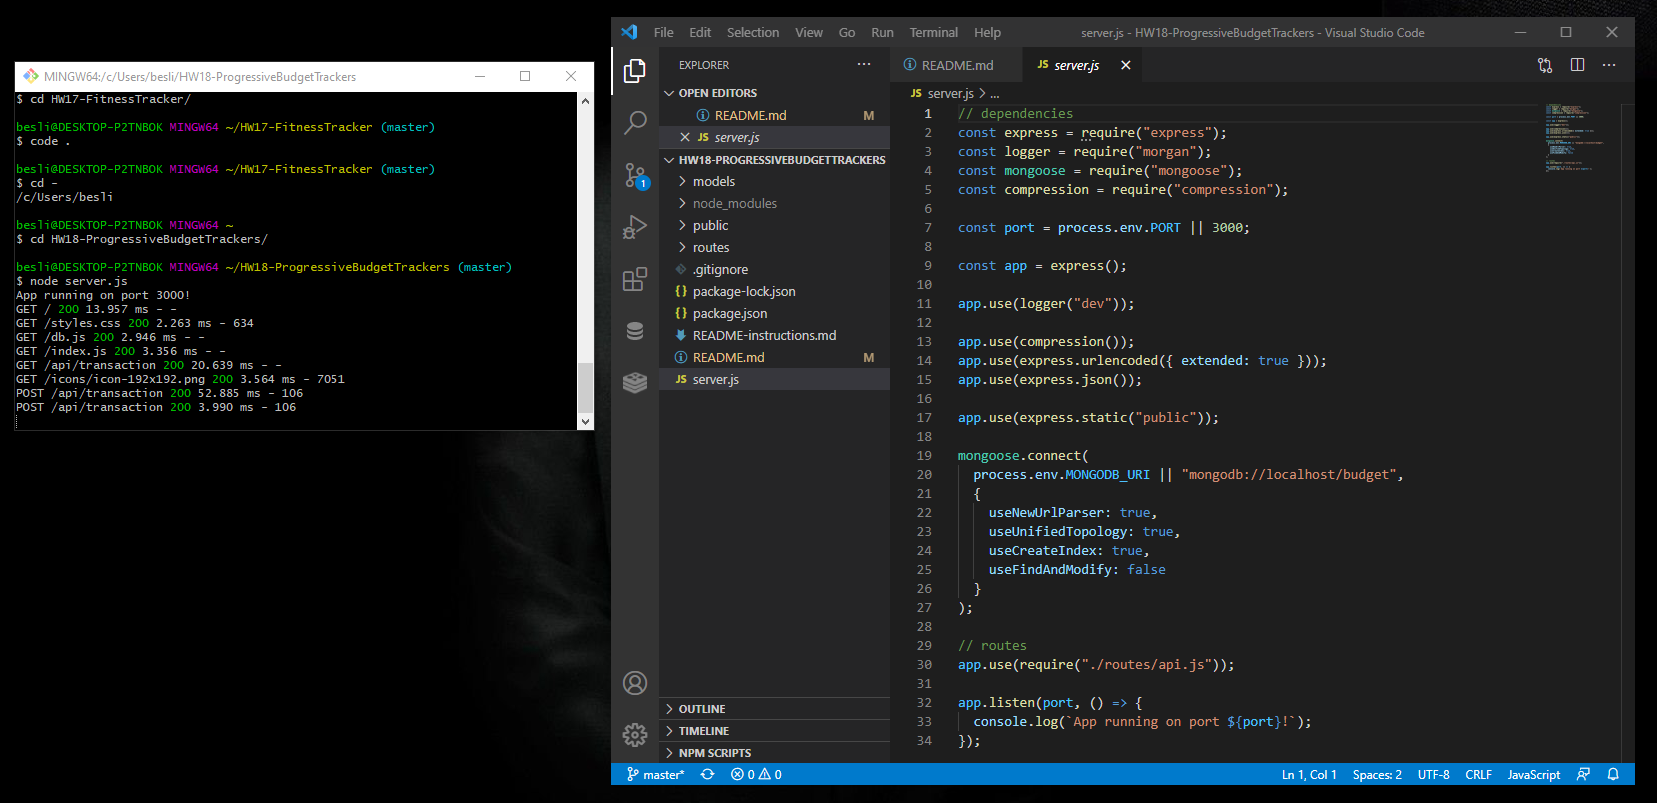 MINGW64:/c/Users/besli/HW18-ProgressiveBudgetTrackers
$ cd HW17-FitnessTracker/
besli@DESKTOP-P2TNBOK MINGW64 ~/HW17-FitnessTracker (master)
$ code .
besli@DESKTOP-P2TNBOK MINGW64 ~/HW17-FitnessTracker (master)
$ cd -
/c/Users/besli
besli@DESKTOP-P2TNBOK MINGW64 ~
$ cd HW18-ProgressiveBudgetTrackers/
besli@DESKTOP-P2TNBOK MINGW64 ~/HW18-ProgressiveBudgetTrackers (master)
$ node server.js
App running on port 3000!
GET / 200 13.957 ms - -
GET /styles.css 200 2.263 ms - 634
GET /db.js 200 2.946 ms - -
GET /index.js 200 3.356 ms - -
GET /api/transaction 200 20.639 ms - -
GET /icons/icon-192x192.png 200 3.564 ms - 7051
POST /api/transaction 200 52.885 ms - 106
POST /api/transaction 200 3.990 ms - 106
File Edit Selection View Go Run Terminal Help
server.js - HW18-ProgressiveBudgetTrackers - Visual Studio Code
1
EXPLORER
OPEN EDITORS
README.md M
JS server.js
HW18-PROGRESSIVEBUDGETTRACKERS
models
node_modules
public
routes
.gitignore
{} package-lock.json
{} package.json
README-instructions.md
README.md M
JS server.js
OUTLINE
TIMELINE
NPM SCRIPTS
README.md
JS server.js
JS server.js > ...
1 // dependencies
2 const express = require("express");
3 const logger = require("morgan");
4 const mongoose = require("mongoose");
5 const compression = require("compression");
6
7 const port = process.env.PORT || 3000;
8
9 const app = express();
10
11 app.use(logger("dev"));
12
13 app.use(compression());
14 app.use(express.urlencoded({ extended: true }));
15 app.use(express.json());
16
17 app.use(express.static("public"));
18
19 mongoose.connect(
20 process.env.MONGODB_URI || "mongodb://localhost/budget",
21 {
22 useNewUrlParser: true,
23 useUnifiedTopology: true,
24 useCreateIndex: true,
25 useFindAndModify: false
26 }
27 );
28
29 // routes
30 app.use(require("./routes/api.js"));
31
32 app.listen(port, () => {
33 console.log(`App running on port ${port}!`);
34 });
master* 0 0
Ln 1, Col 1 Spaces: 2 UTF-8 CRLF JavaScript